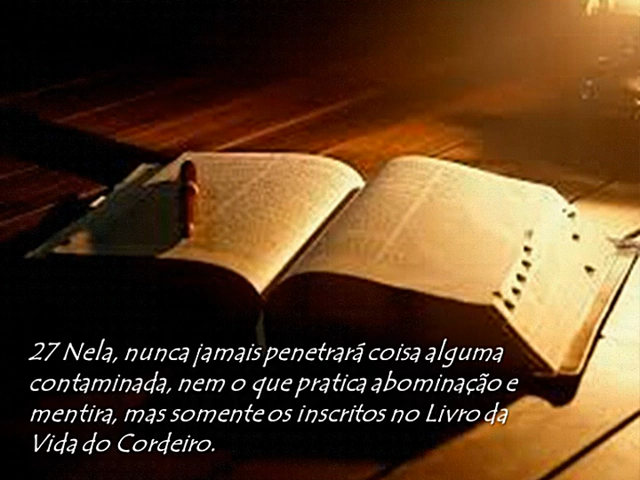 27 Nela, nunca jamais penetrará coisa alguma
contaminada, nem o que pratica abominação e
mentira, mas somente os inscritos no Livro da
Vida do Cordeiro.